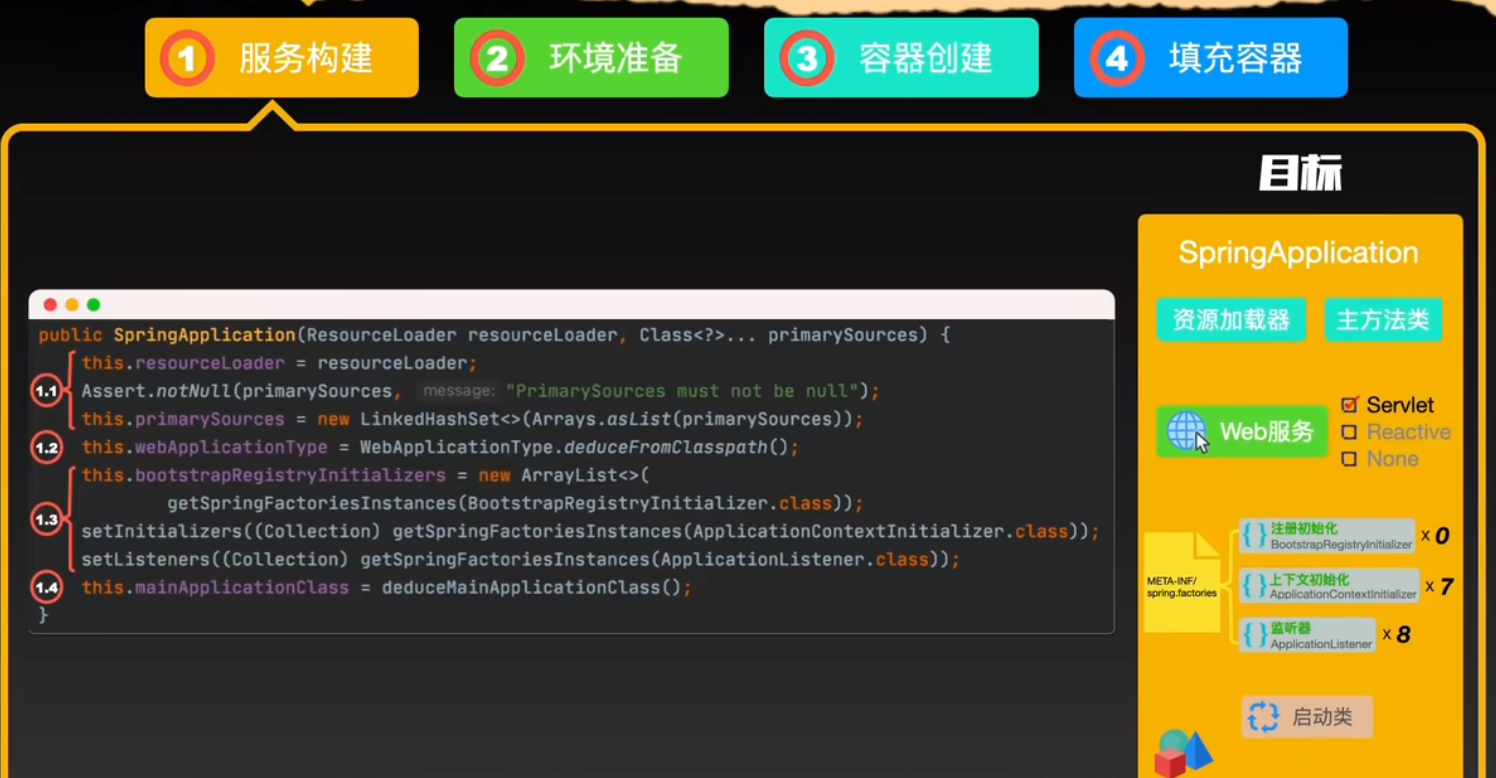 1 服务构建
2 环境准备
3 容器创建
4 填充容器
目标
public SpringApplication(ResourceLoader resourceLoader, Class<?>... primarySources) {
this.resourceLoader = resourceLoader;
1.1 Assert.notNull(primarySources, message: "PrimarySources must not be null");
this.primarySources = new LinkedHashSet<>(Arrays.asList(primarySources));
1.2 this.webApplicationType = WebApplicationType.deduceFromClasspath();
this.bootstrapRegistryInitializers = new ArrayList<>(
getSpringFactoriesInstances(BootstrapRegistryInitializer.class));
1.3
setInitializers((Collection) getSpringFactoriesInstances(ApplicationContextInitializer.class));
setListeners((Collection) getSpringFactoriesInstances(ApplicationListener.class));
1.4 this.mainApplicationClass = deduceMainApplicationClass();
}
SpringApplication
资源加载器
主方法类
Web服务
Servlet
Reactive
None
META-INF/
spring.factories
{ } 注册初始化
BootstrapRegistryInitializer x 0
{ } 上下文初始化
ApplicationContextInitializer x 7
{ } 监听器
ApplicationListener x 8
启动类